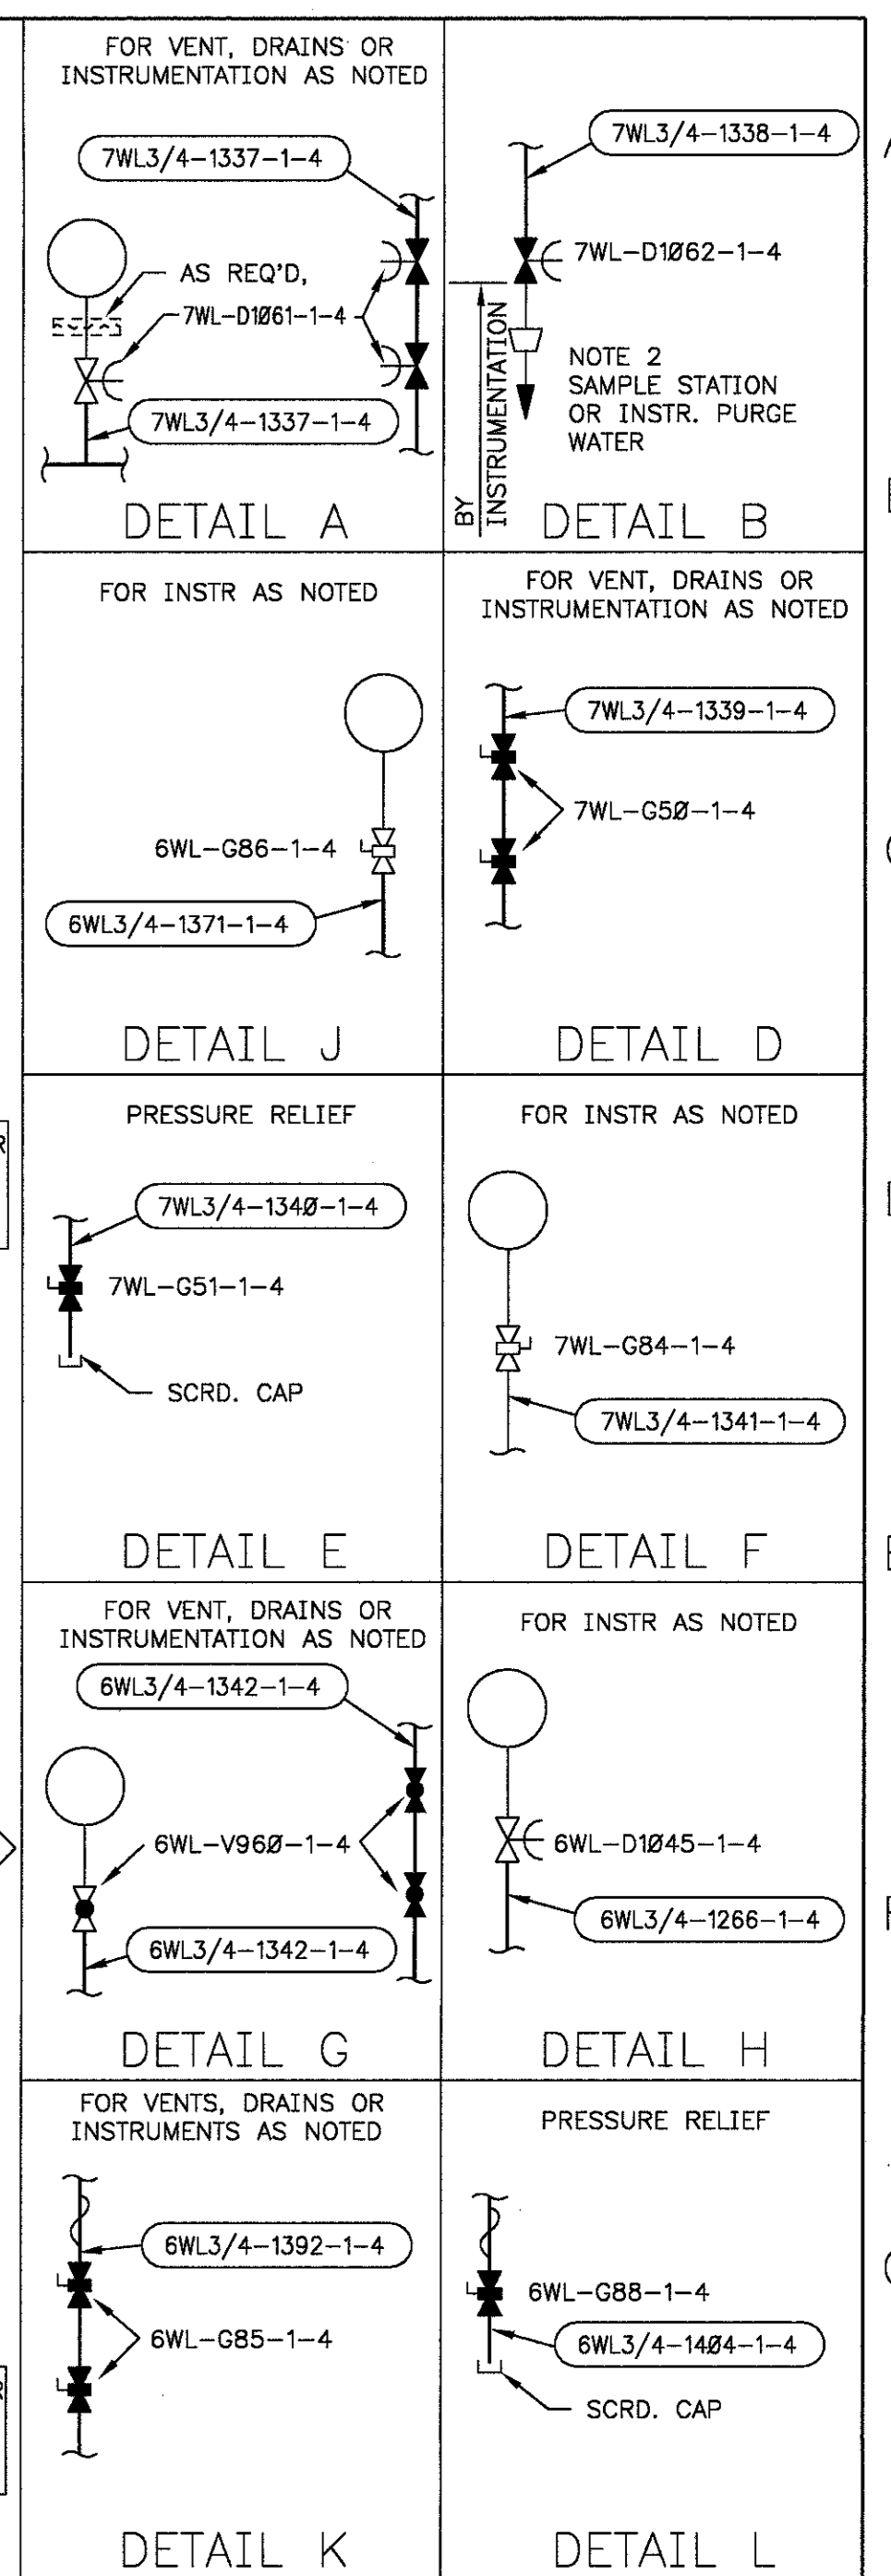 FOR VENT, DRAINS OR
INSTRUMENTATION AS NOTED
7WL3/4-1337-1-4
AS REQ'D,
7WL-D1Ø61-1-4
7WL3/4-1337-1-4
DETAIL A
7WL3/4-1338-1-4
7WL-D1Ø62-1-4
BY
INSTRUMENTATION
NOTE 2
SAMPLE STATION
OR INSTR. PURGE
WATER
DETAIL B
FOR INSTR AS NOTED
6WL-G86-1-4
6WL3/4-1371-1-4
DETAIL J
FOR VENT, DRAINS OR
INSTRUMENTATION AS NOTED
7WL3/4-1339-1-4
7WL-G5Ø-1-4
DETAIL D
PRESSURE RELIEF
7WL3/4-134Ø-1-4
7WL-G51-1-4
SCRD. CAP
DETAIL E
FOR INSTR AS NOTED
7WL-G84-1-4
7WL3/4-1341-1-4
DETAIL F
FOR VENT, DRAINS OR
INSTRUMENTATION AS NOTED
6WL3/4-1342-1-4
6WL-V96Ø-1-4
6WL3/4-1342-1-4
DETAIL G
FOR INSTR AS NOTED
6WL-D1Ø45-1-4
6WL3/4-1266-1-4
DETAIL H
FOR VENTS, DRAINS OR
INSTRUMENTS AS NOTED
6WL3/4-1392-1-4
6WL-G85-1-4
DETAIL K
PRESSURE RELIEF
6WL-G88-1-4
6WL3/4-14Ø4-1-4
SCRD. CAP
DETAIL L